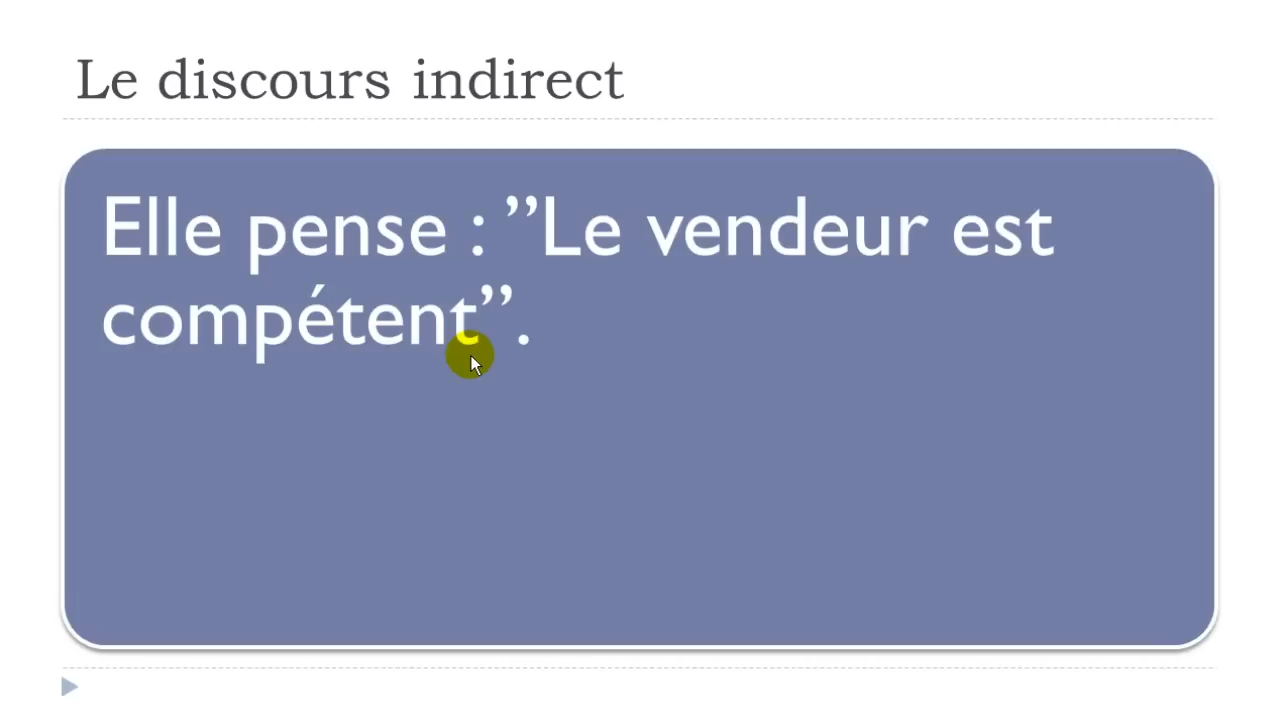 Le discours indirect
Elle pense : ”Le vendeur est
compétent”.